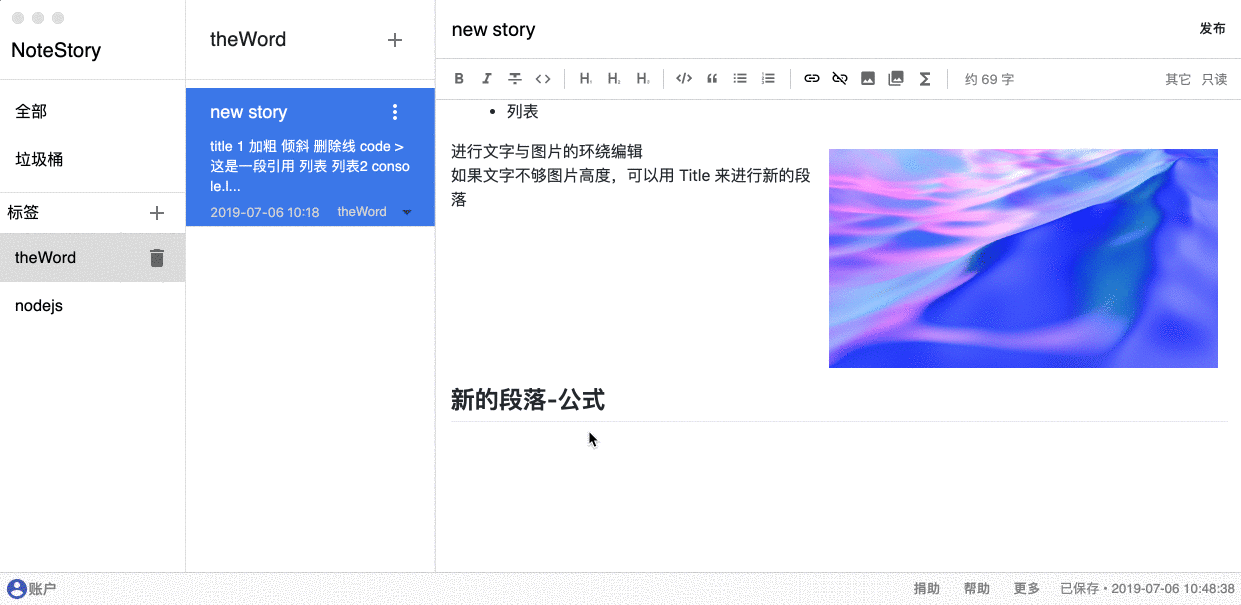 NoteStory
全部
垃圾桶
标签
theWord
nodejs
theWord
new story
title 1 加粗 倾斜 删除线 code >
这是一段引用 列表 列表2 conso
le.l...
2019-07-06 10:18 theWord
new story
发布
B I H1 H2 H3 约 69 字 其它 只读
列表
进行文字与图片的环绕编辑
如果文字不够图片高度，可以用 Title 来进行新的段
落
新的段落-公式
账户
捐助 帮助 更多 已保存 • 2019-07-06 10:48:38